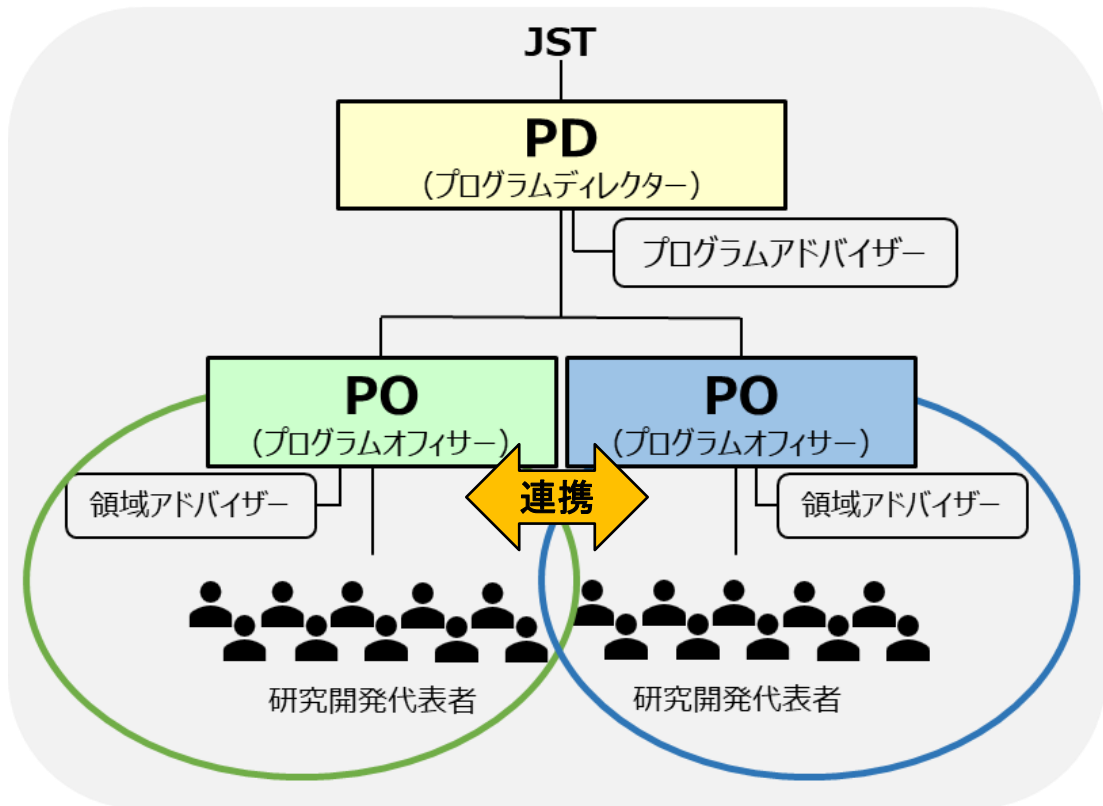 JST
PD
（プログラムディレクター）
プログラムアドバイザー
PO
（プログラムオフィサー）
PO
（プログラムオフィサー）
連携
領域アドバイザー
領域アドバイザー
研究開発代表者
研究開発代表者